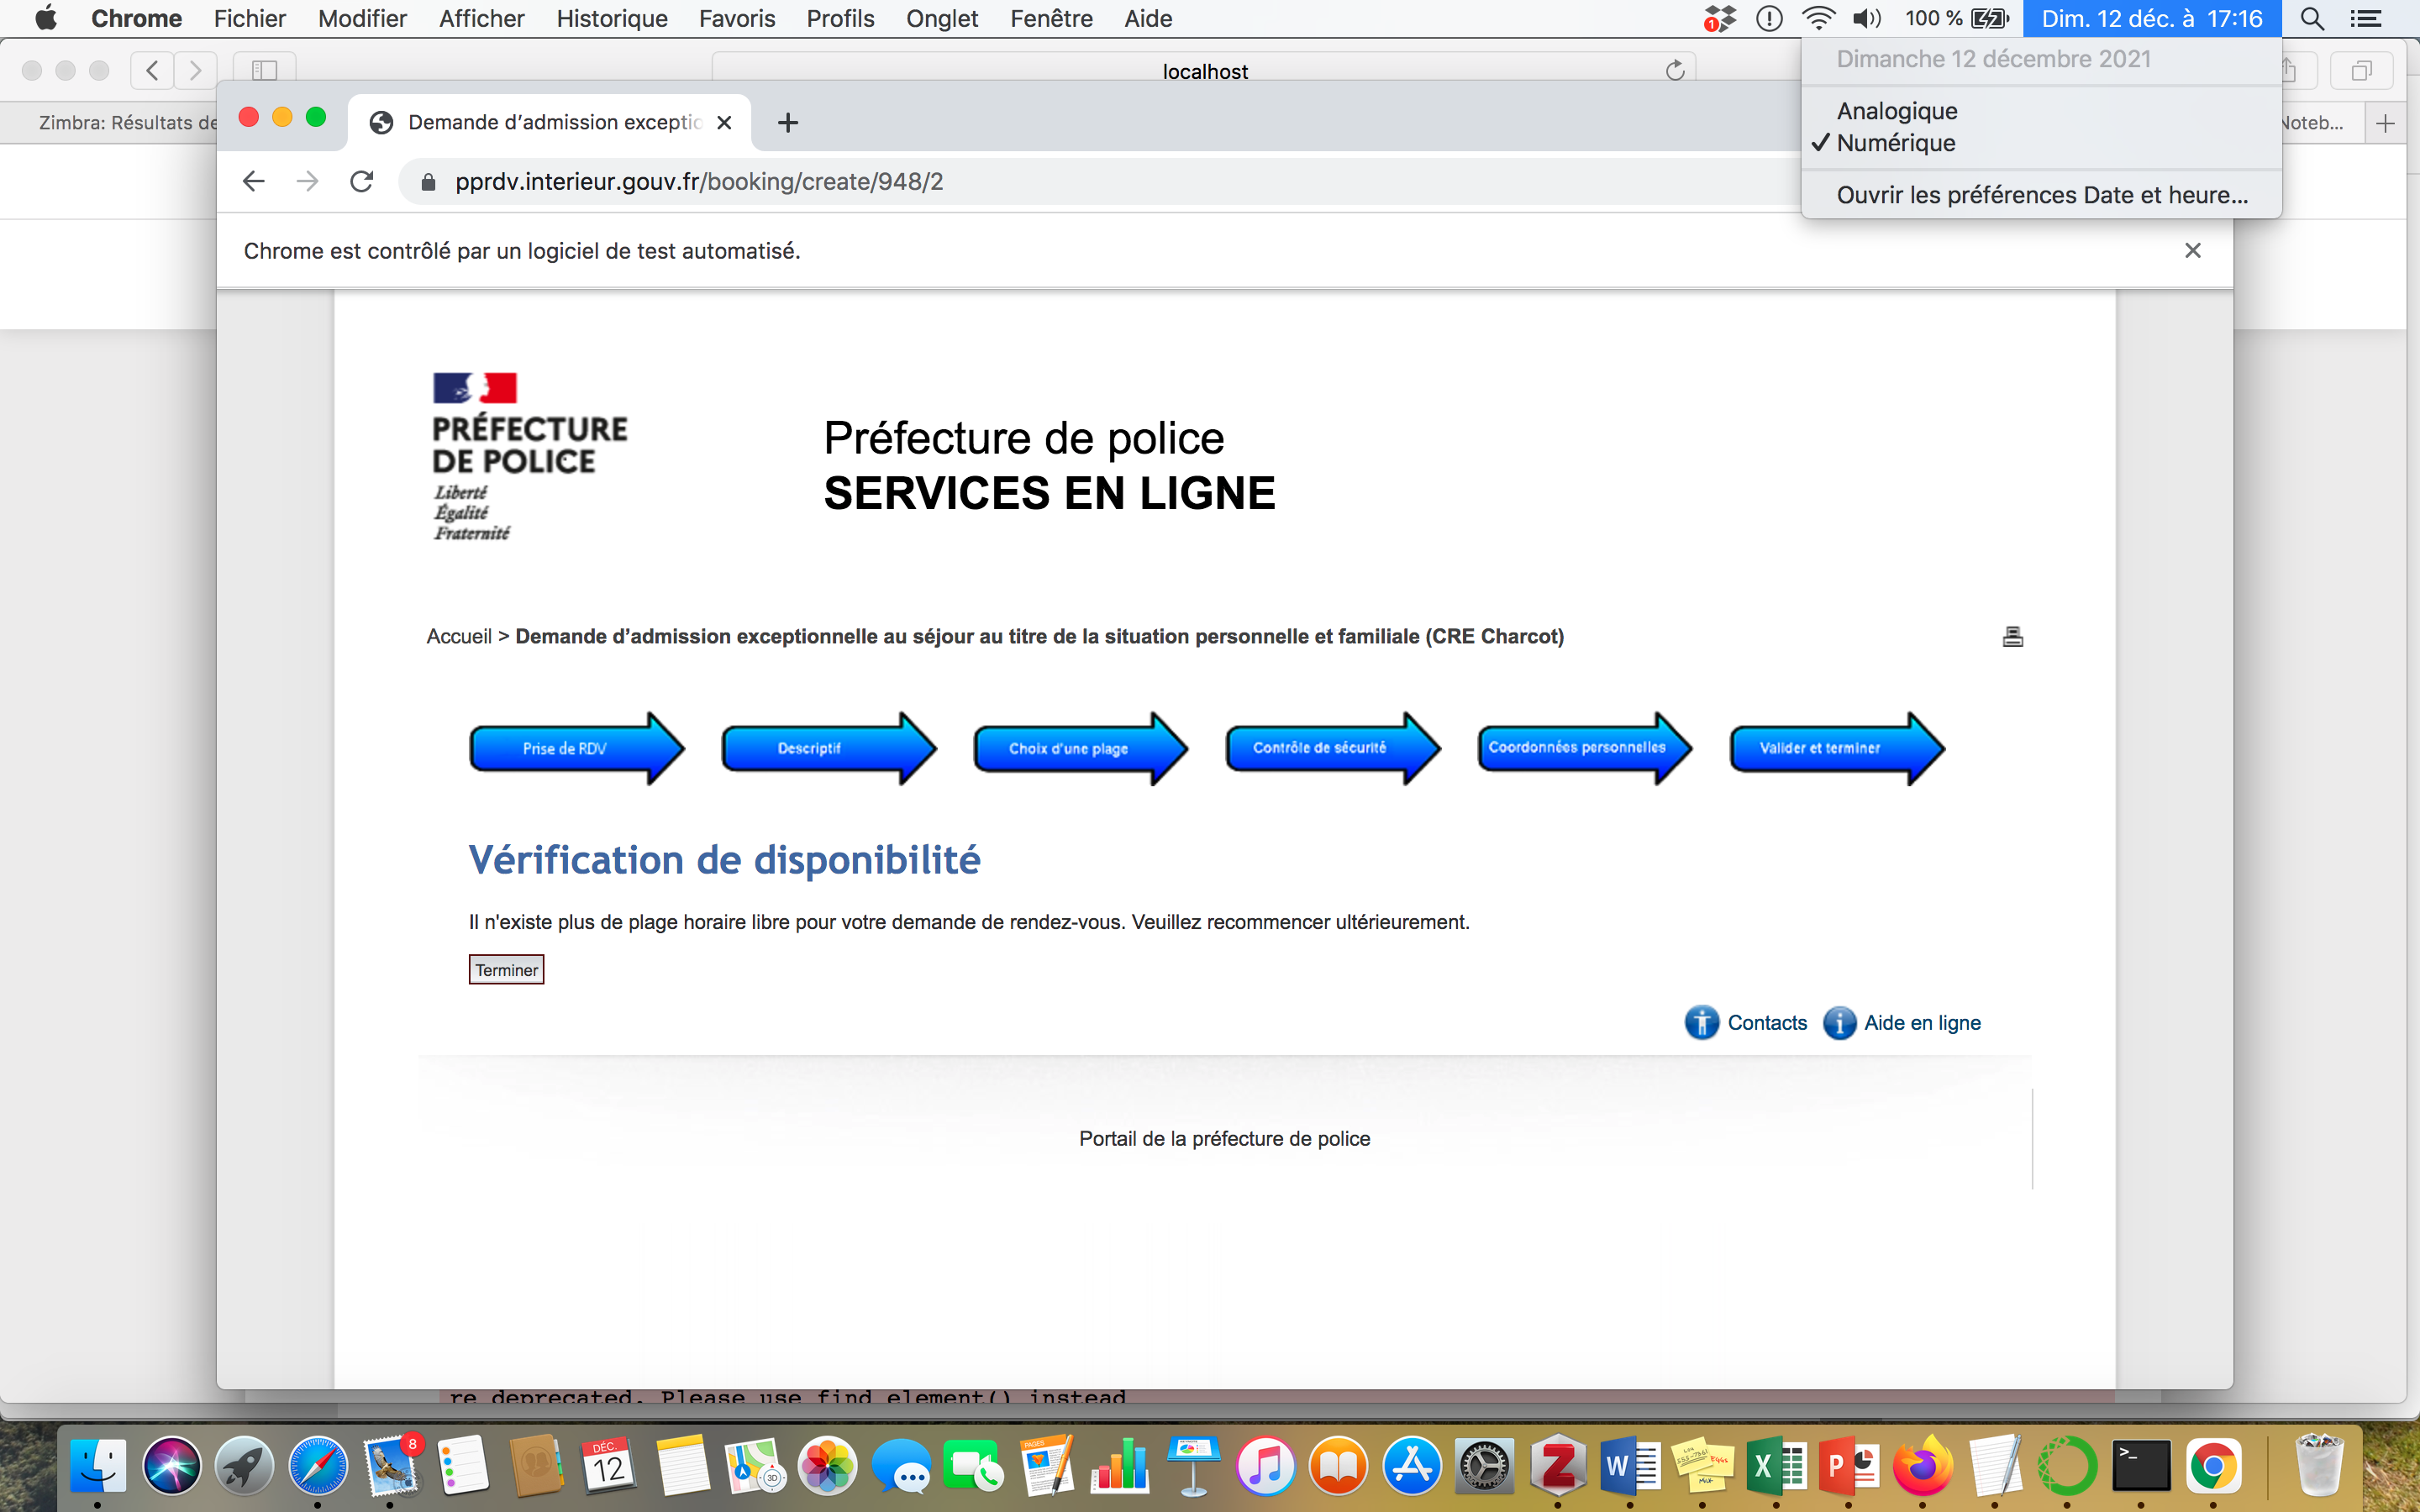 Chrome Fichier Modifier Afficher Historique Favoris Profils Onglet Fenêtre Aide 1 100 % Dim. 12 déc. à 17:16
Dimanche 12 décembre 2021
Analogique
✓ Numérique
Ouvrir les préférences Date et heure...
localhost
Zimbra: Résultats de
Noteb...
Demande d'admission exceptio
pprdv.interieur.gouv.fr/booking/create/948/2
Chrome est contrôlé par un logiciel de test automatisé.
PRÉFECTURE
DE POLICE
Liberté
Égalité
Fraternité
Préfecture de police
SERVICES EN LIGNE
Accueil > Demande d'admission exceptionnelle au séjour au titre de la situation personnelle et familiale (CRE Charcot)
Prise de RDV Descriptif Choix d'une plage Contrôle de sécurité Coordonnées personnelles Valider et terminer
Vérification de disponibilité
Il n'existe plus de plage horaire libre pour votre demande de rendez-vous. Veuillez recommencer ultérieurement.
Terminer
Contacts Aide en ligne
Portail de la préfecture de police
re deprecated. Please use find_element() instead
8
DÉC.
12
PAGES
3D
Z
W
X
P
>_